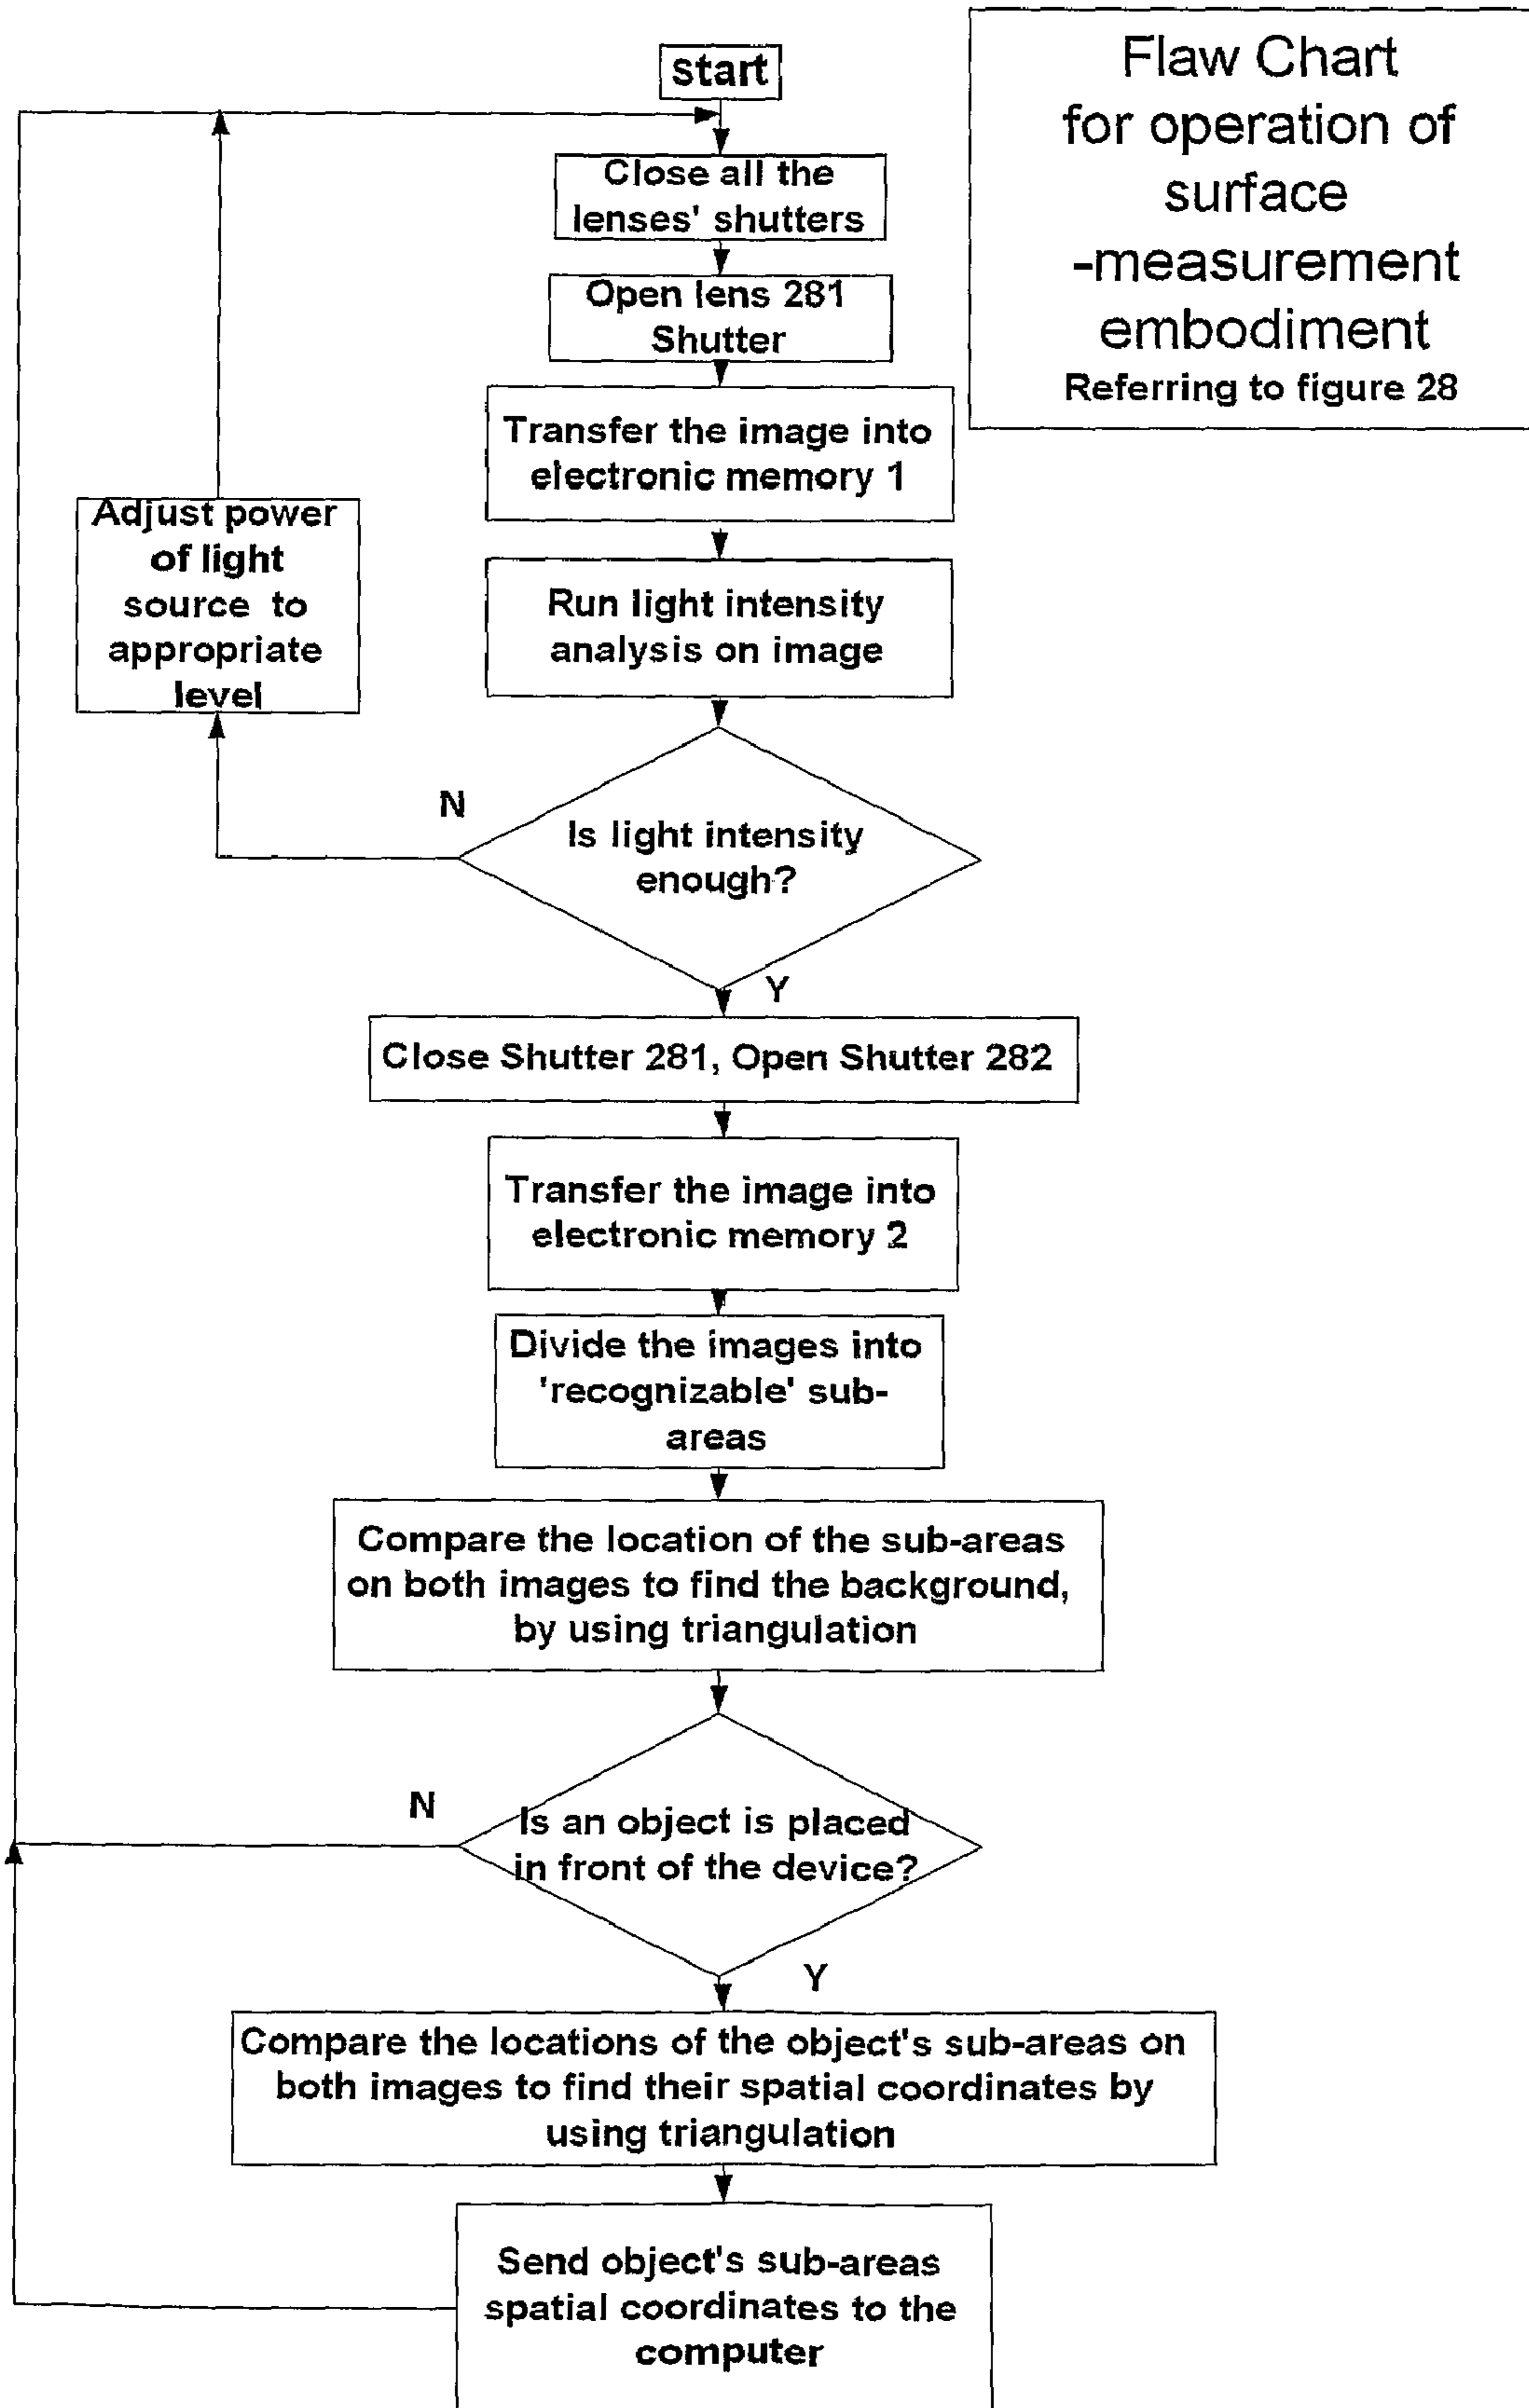 start
Flaw Chart
for operation of
surface
-measurement
embodiment
Referring to figure 28
Close all the
lenses' shutters
Open lens 281
Shutter
Transfer the image into
electronic memory 1
Adjust power
of light
source to
appropriate
level
Run light intensity
analysis on image
N
Is light intensity
enough?
Y
Close Shutter 281, Open Shutter 282
Transfer the image into
electronic memory 2
Divide the images into
'recognizable' sub-
areas
Compare the location of the sub-areas
on both images to find the background,
by using triangulation
N
Is an object is placed
in front of the device?
Y
Compare the locations of the object's sub-areas on
both images to find their spatial coordinates by
using triangulation
Send object's sub-areas
spatial coordinates to the
computer